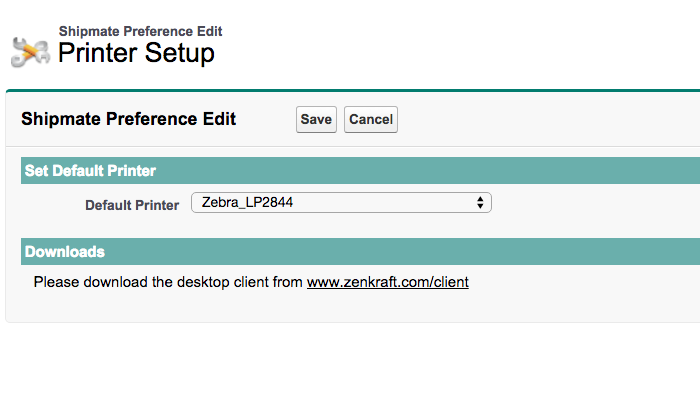 Shipmate Preference Edit
Printer Setup
Shipmate Preference Edit Save Cancel
Set Default Printer
Default Printer Zebra_LP2844
Downloads
Please download the desktop client from www.zenkraft.com/client